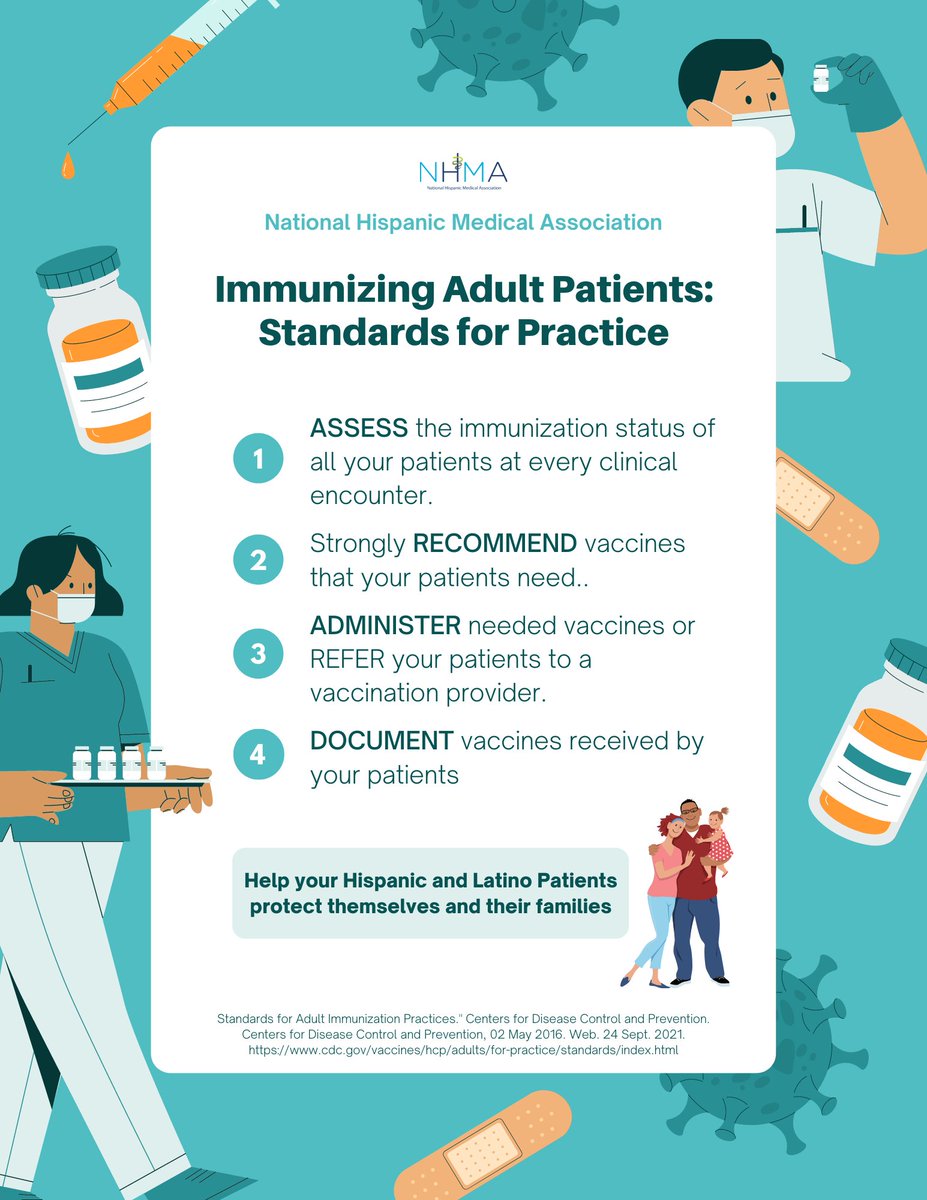 NHMA
National Hispanic Medical Association
National Hispanic Medical Association
Immunizing Adult Patients:
Standards for Practice
1
ASSESS the immunization status of
all your patients at every clinical
encounter.
2
Strongly RECOMMEND vaccines
that your patients need..
3
ADMINISTER needed vaccines or
REFER your patients to a
vaccination provider.
4
DOCUMENT vaccines received by
your patients
Help your Hispanic and Latino Patients
protect themselves and their families
Standards for Adult Immunization Practices." Centers for Disease Control and Prevention.
Centers for Disease Control and Prevention, 02 May 2016. Web. 24 Sept. 2021.
https://www.cdc.gov/vaccines/hcp/adults/for-practice/standards/index.html